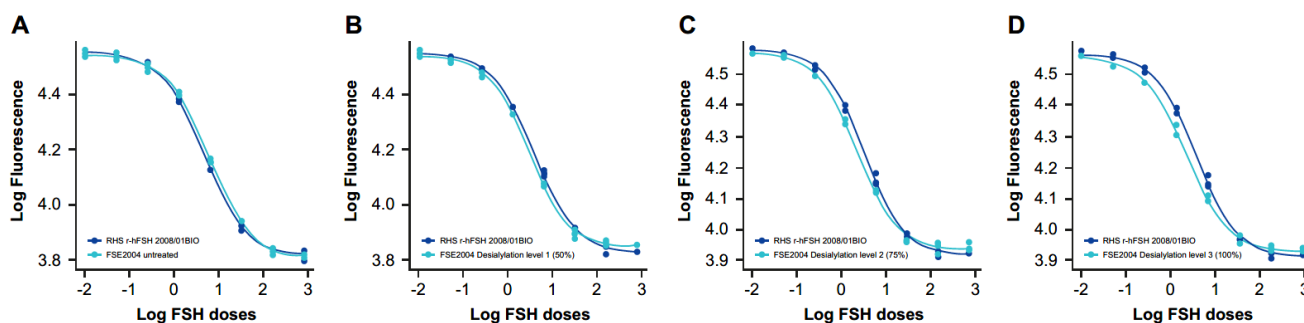 A
Log Fluorescence
4.4
4.2
4.0
3.8
RHS r-hFSH 2008/01BIO
FSE2004 untreated
-2 -1 0 1 2 3
Log FSH doses
B
Log Fluorescence
4.4
4.2
4.0
3.8
RHS r-hFSH 2008/01BIO
FSE2004 Desialylation level 1 (50%)
-2 -1 0 1 2 3
Log FSH doses
C
Log Fluorescence
4.5
4.4
4.3
4.2
4.1
4.0
3.9
RHS r-hFSH 2008/01BIO
FSE2004 Desialylation level 2 (75%)
-2 -1 0 1 2 3
Log FSH doses
D
Log Fluorescence
4.5
4.4
4.3
4.2
4.1
4.0
3.9
RHS r-hFSH 2008/01BIO
FSE2004 Desialylation level 3 (100%)
-2 -1 0 1 2 3
Log FSH doses